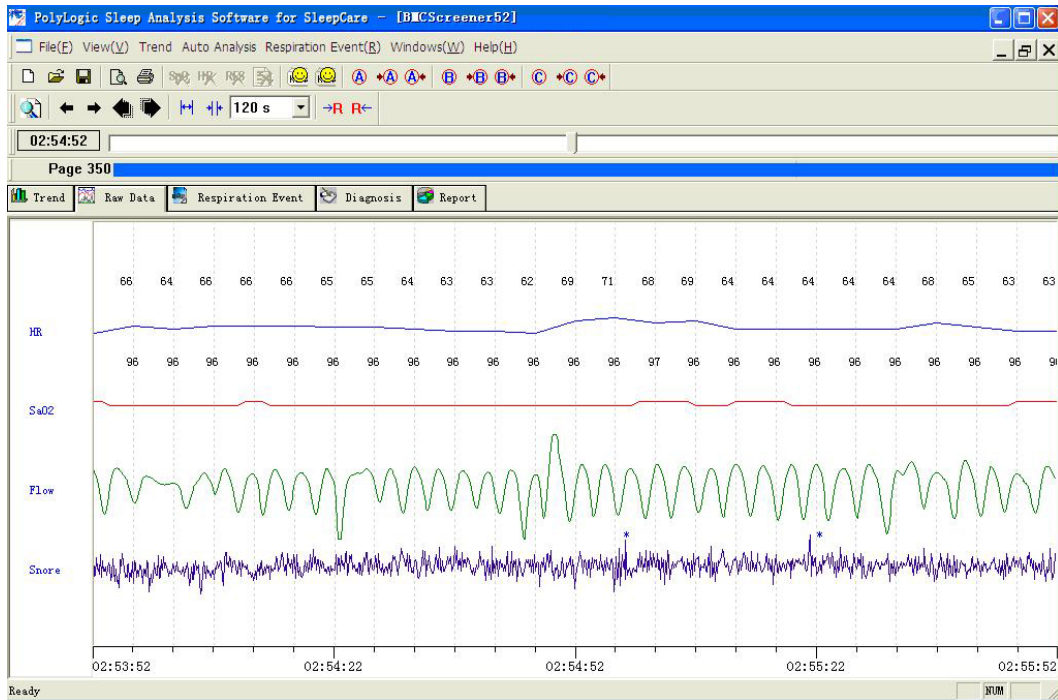 PolyLogic Sleep Analysis Software for SleepCare - [BMCScreener52]
File(F) View(V) Trend Auto Analysis Respiration Event(R) Windows(W) Help(H)
SpO2 HR RSR A A A B B B C C C
120 s R R
02:54:52
Page 350
Trend Raw Data Respiration Event Diagnosis Report
66 64 66 66 66 65 65 64 63 63 62 69 71 68 69 64 64 64 64 64 68 65 63 63
HR
96 96 96 96 96 96 96 96 96 96 96 96 96 97 96 96 96 96 96 96 96 96 96
SaO2
Flow
* *
Snore
02:53:52 02:54:22 02:54:52 02:55:22 02:55:52
Ready NUM